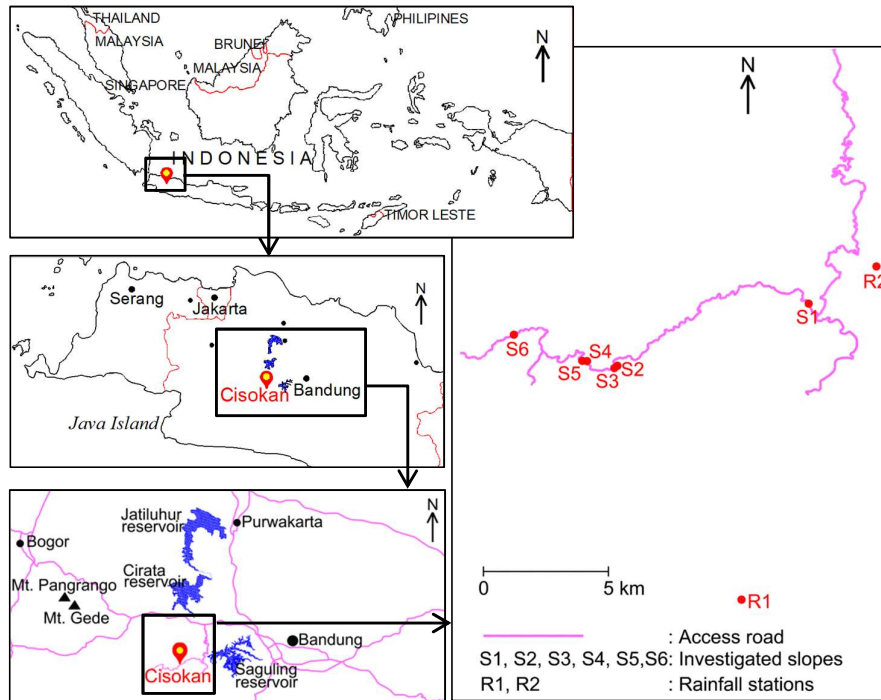 THAILAND
MALAYSIA
PHILIPINES
BRUNEI
MALAYSIA
SINGAPORE
INDONESIA
TIMOR LESTE
N
N
Serang
Jakarta
Bandung
Cisokan
Java Island
N
Jatiluhur
reservoir
Purwakarta
Bogor
Cirata
reservoir
Mt. Pangrango
Mt. Gede
Bandung
Cisokan
Saguling
reservoir
N
R2
S1
S6
S4
S5
S2
S3
0 5 km
R1
: Access road
S1, S2, S3, S4, S5,S6: Investigated slopes
R1, R2 : Rainfall stations